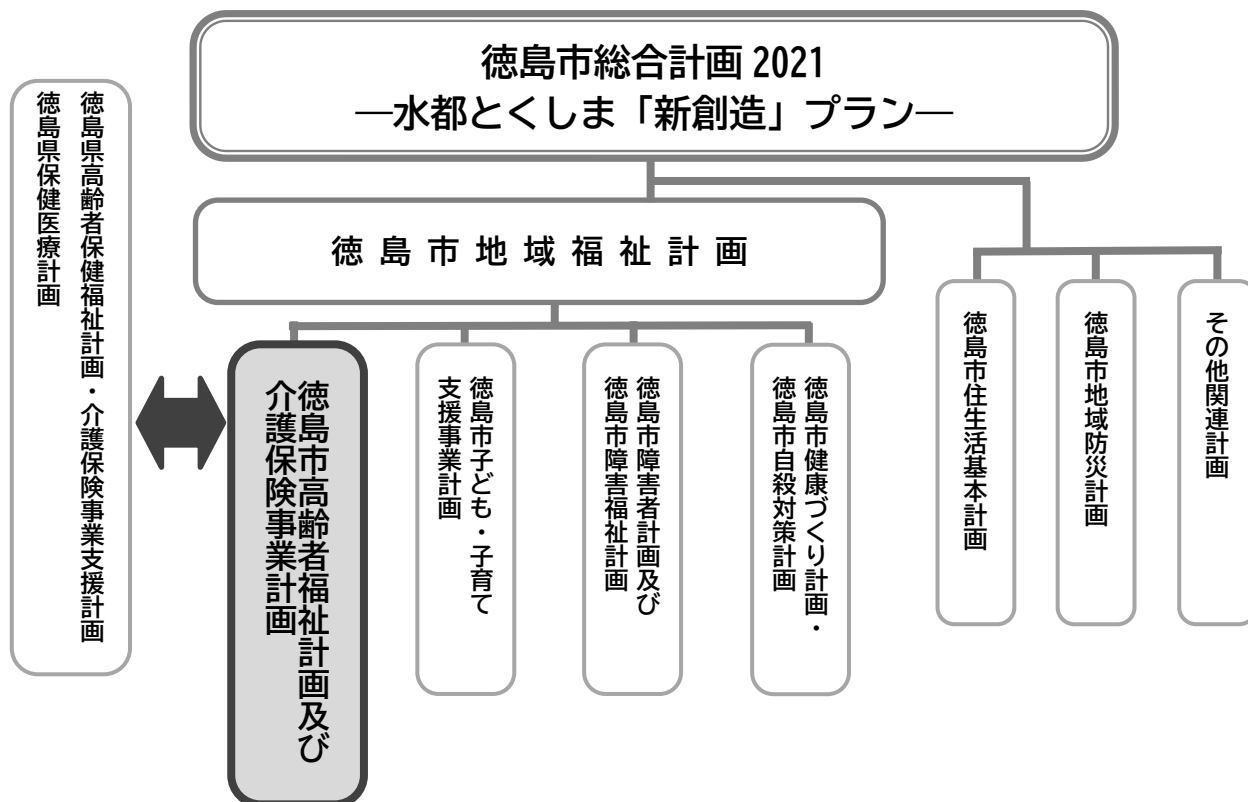 徳島市総合計画 2021
―水都とくしま「新創造」プラン―
徳島県高齢者保健福祉計画・介護保険事業支援計画
徳島県保健医療計画
徳島市地域福祉計画
徳島市高齢者福祉計画及び
介護保険事業計画
徳島市子ども・子育て
支援事業計画
徳島市障害者計画及び
徳島市障害福祉計画
徳島市健康づくり計画・
徳島市自殺対策計画
徳島市住生活基本計画
徳島市地域防災計画
その他関連計画